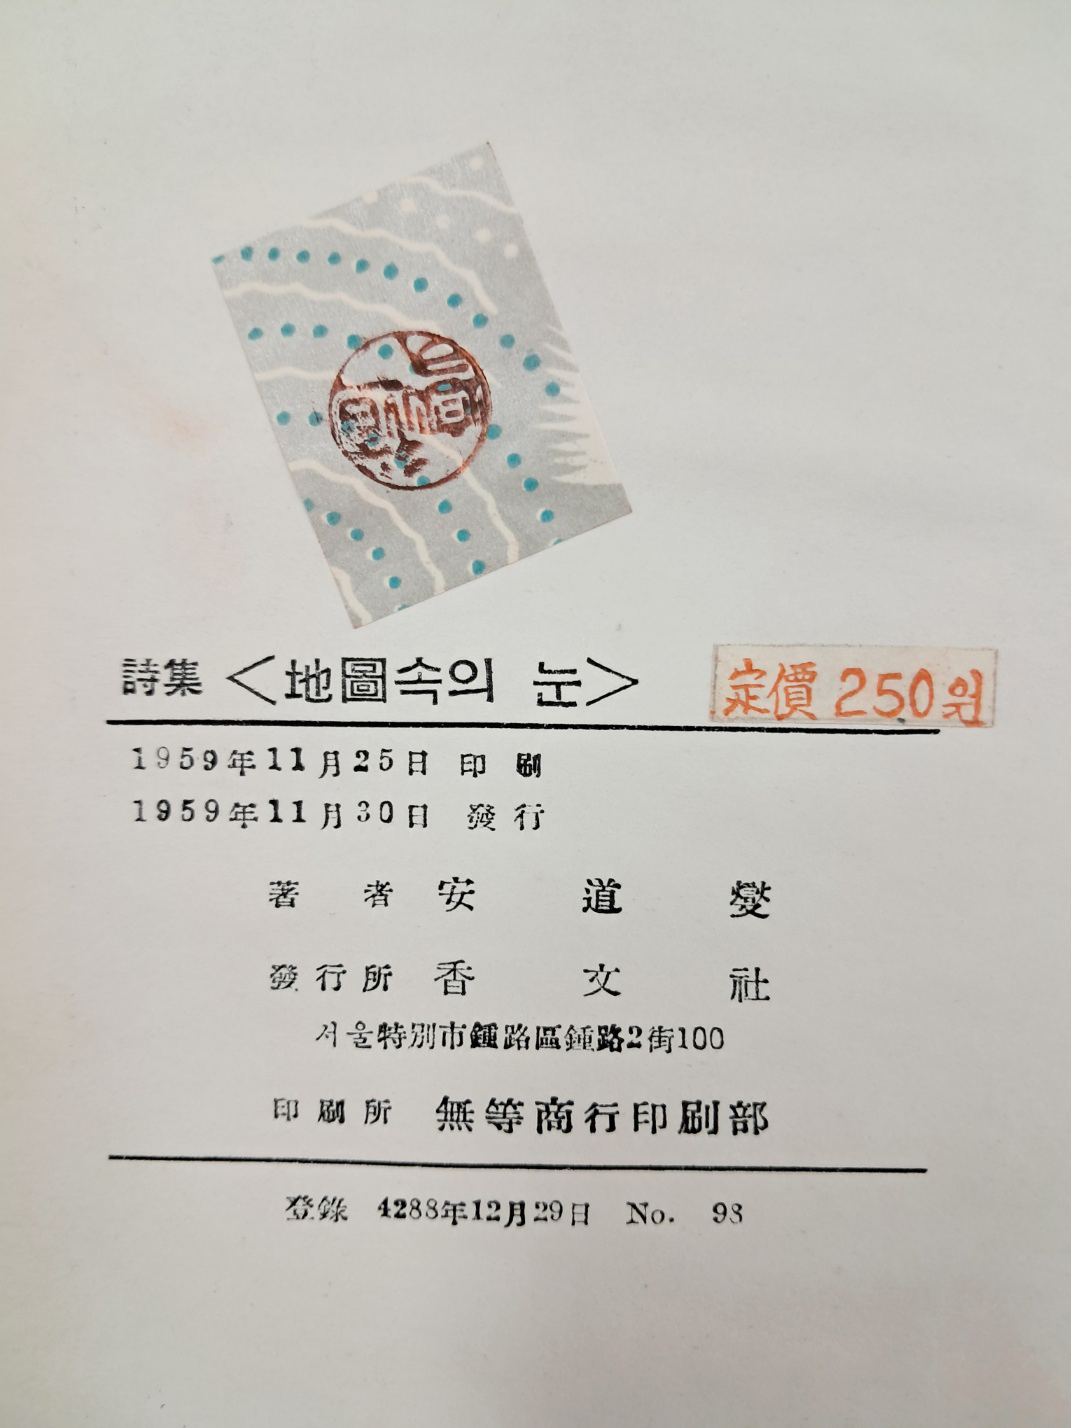 詩集 <地圖속의 눈>
定價 250원
1959年11月25日 印刷
1959年11月30日 發行
著者 安道燮
發行所 香文社
서울特別市鍾路區鍾路2街100
印刷所 無等商行印刷部
登錄 4288年12月29日 No. 98